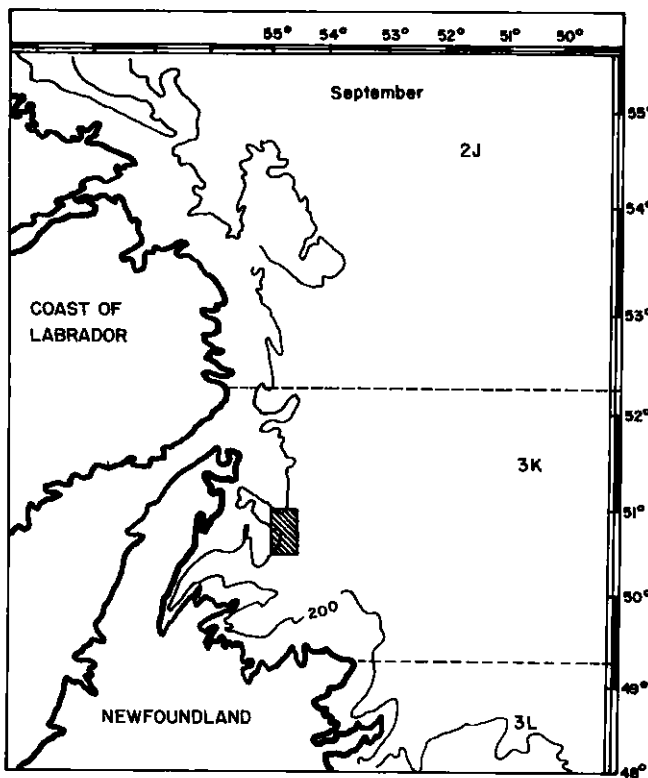 55° 54° 53° 52° 51° 50°
September
55°
2J
54°
COAST OF
LABRADOR
53°
52°
3K
51°
50°
200
49°
NEWFOUNDLAND
3L
48°